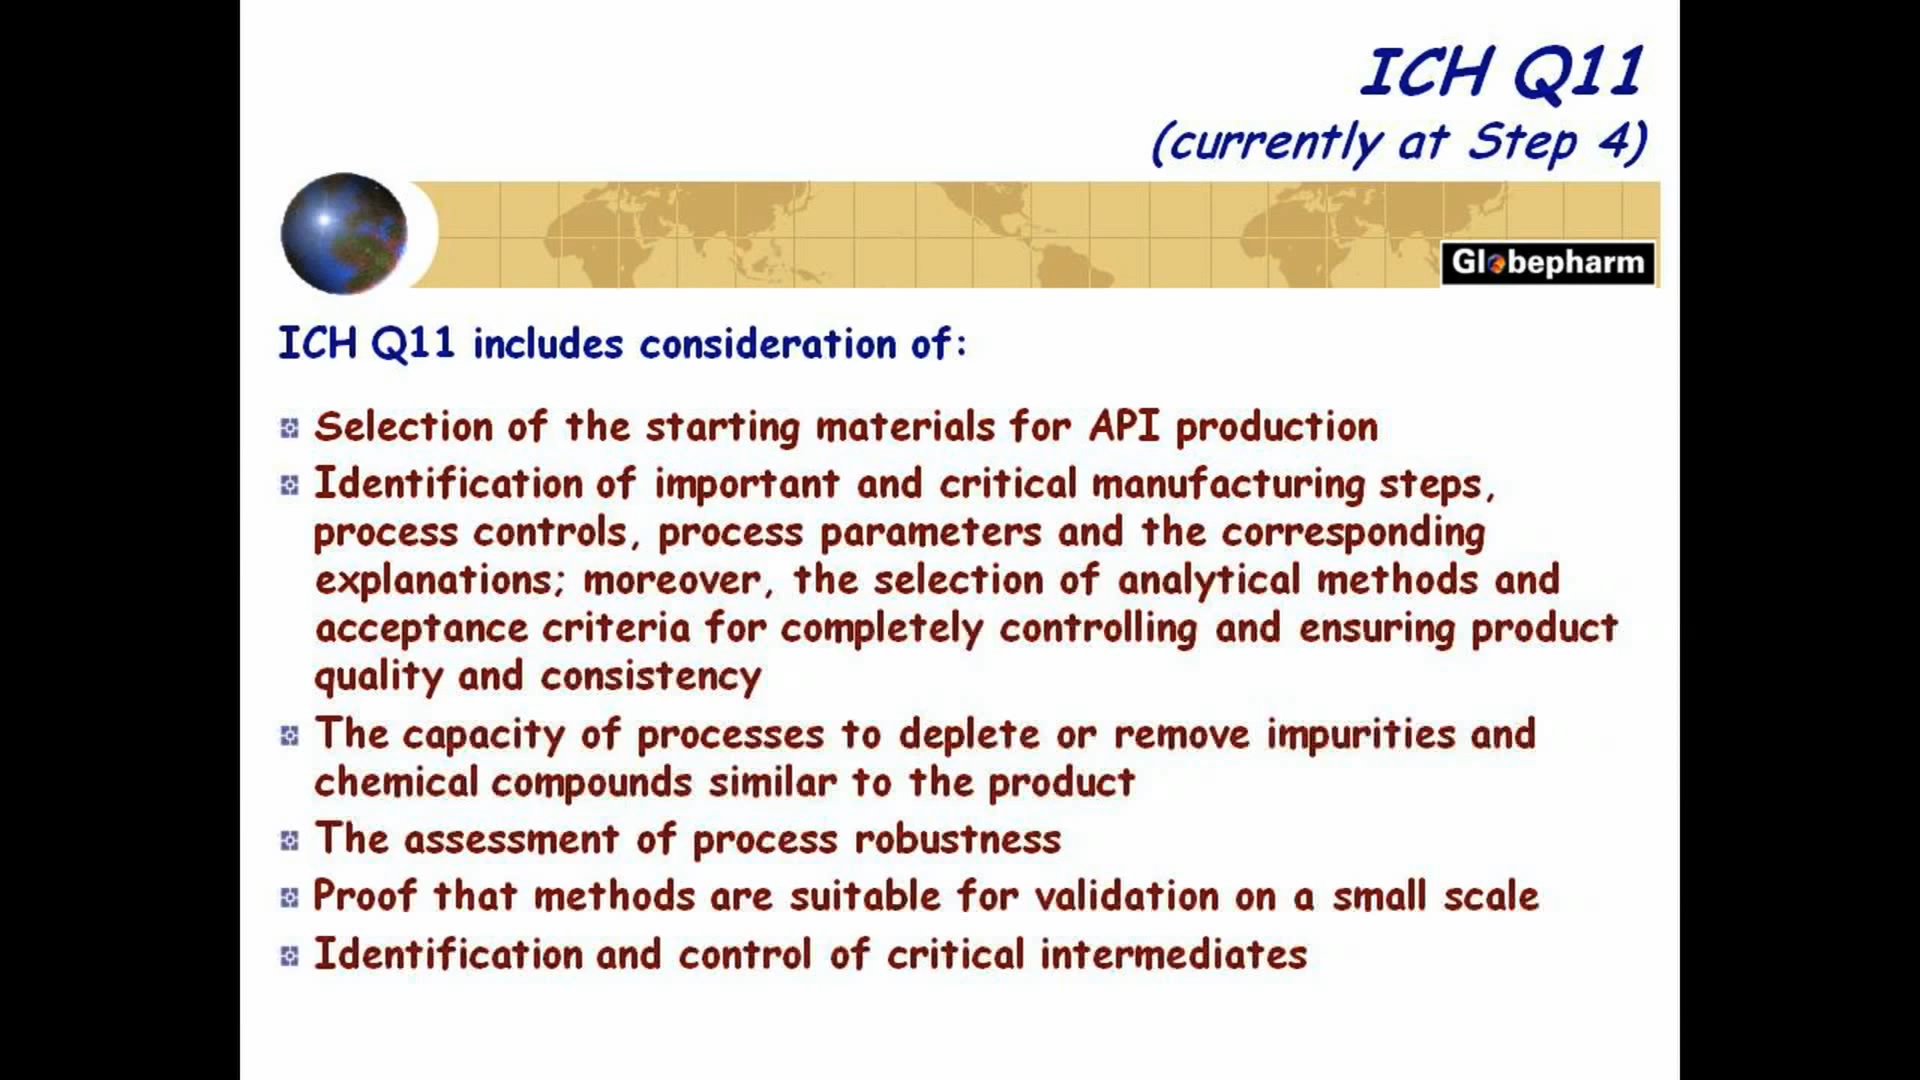 ICH Q11
(currently at Step 4)
Globepharm
ICH Q11 includes consideration of:
Selection of the starting materials for API production
Identification of important and critical manufacturing steps,
process controls, process parameters and the corresponding
explanations; moreover, the selection of analytical methods and
acceptance criteria for completely controlling and ensuring product
quality and consistency
The capacity of processes to deplete or remove impurities and
chemical compounds similar to the product
The assessment of process robustness
Proof that methods are suitable for validation on a small scale
Identification and control of critical intermediates